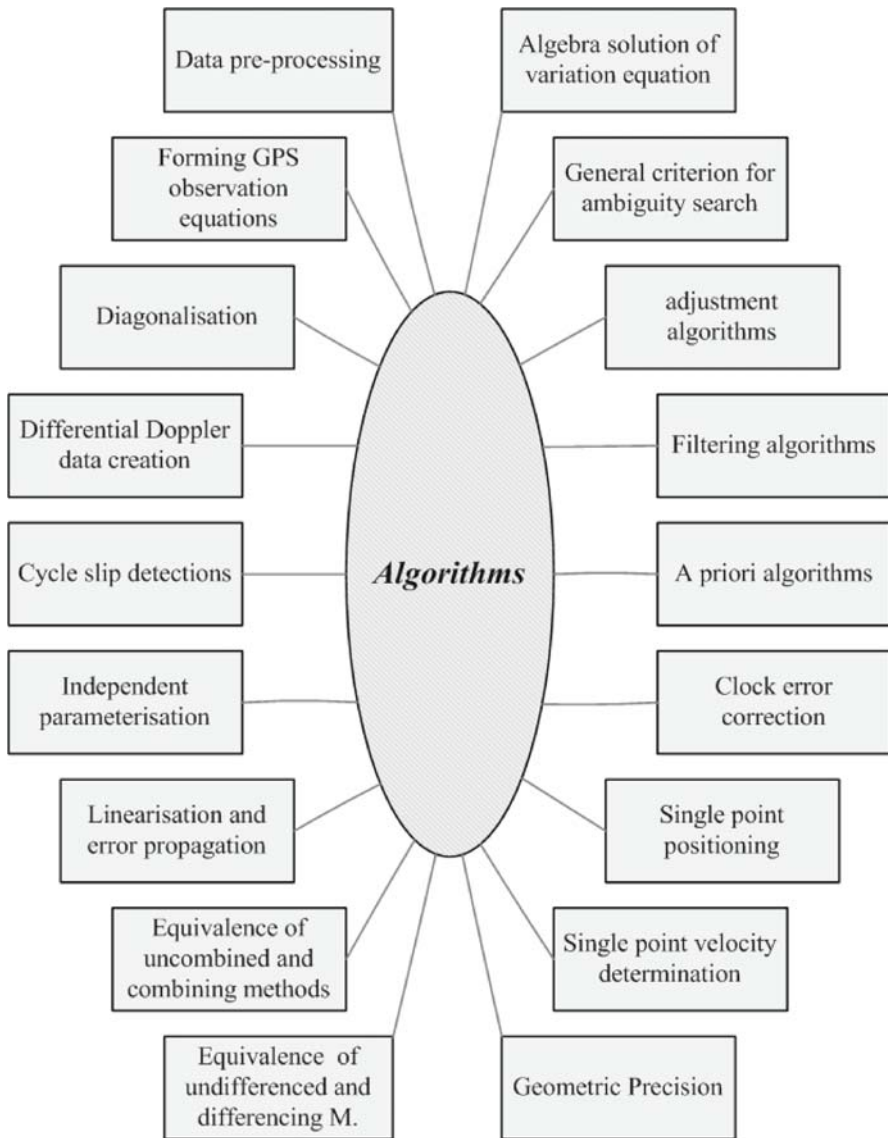 Data pre-processing
Algebra solution of
variation equation
Forming GPS
observation
equations
General criterion for
ambiguity search
Diagonalisation
adjustment
algorithms
Differential Doppler
data creation
Filtering algorithms
Cycle slip detections
Algorithms
A priori algorithms
Independent
parameterisation
Clock error
correction
Linearisation and
error propagation
Single point
positioning
Equivalence of
uncombined and
combining methods
Single point velocity
determination
Equivalence of
undifferenced and
differencing M.
Geometric Precision